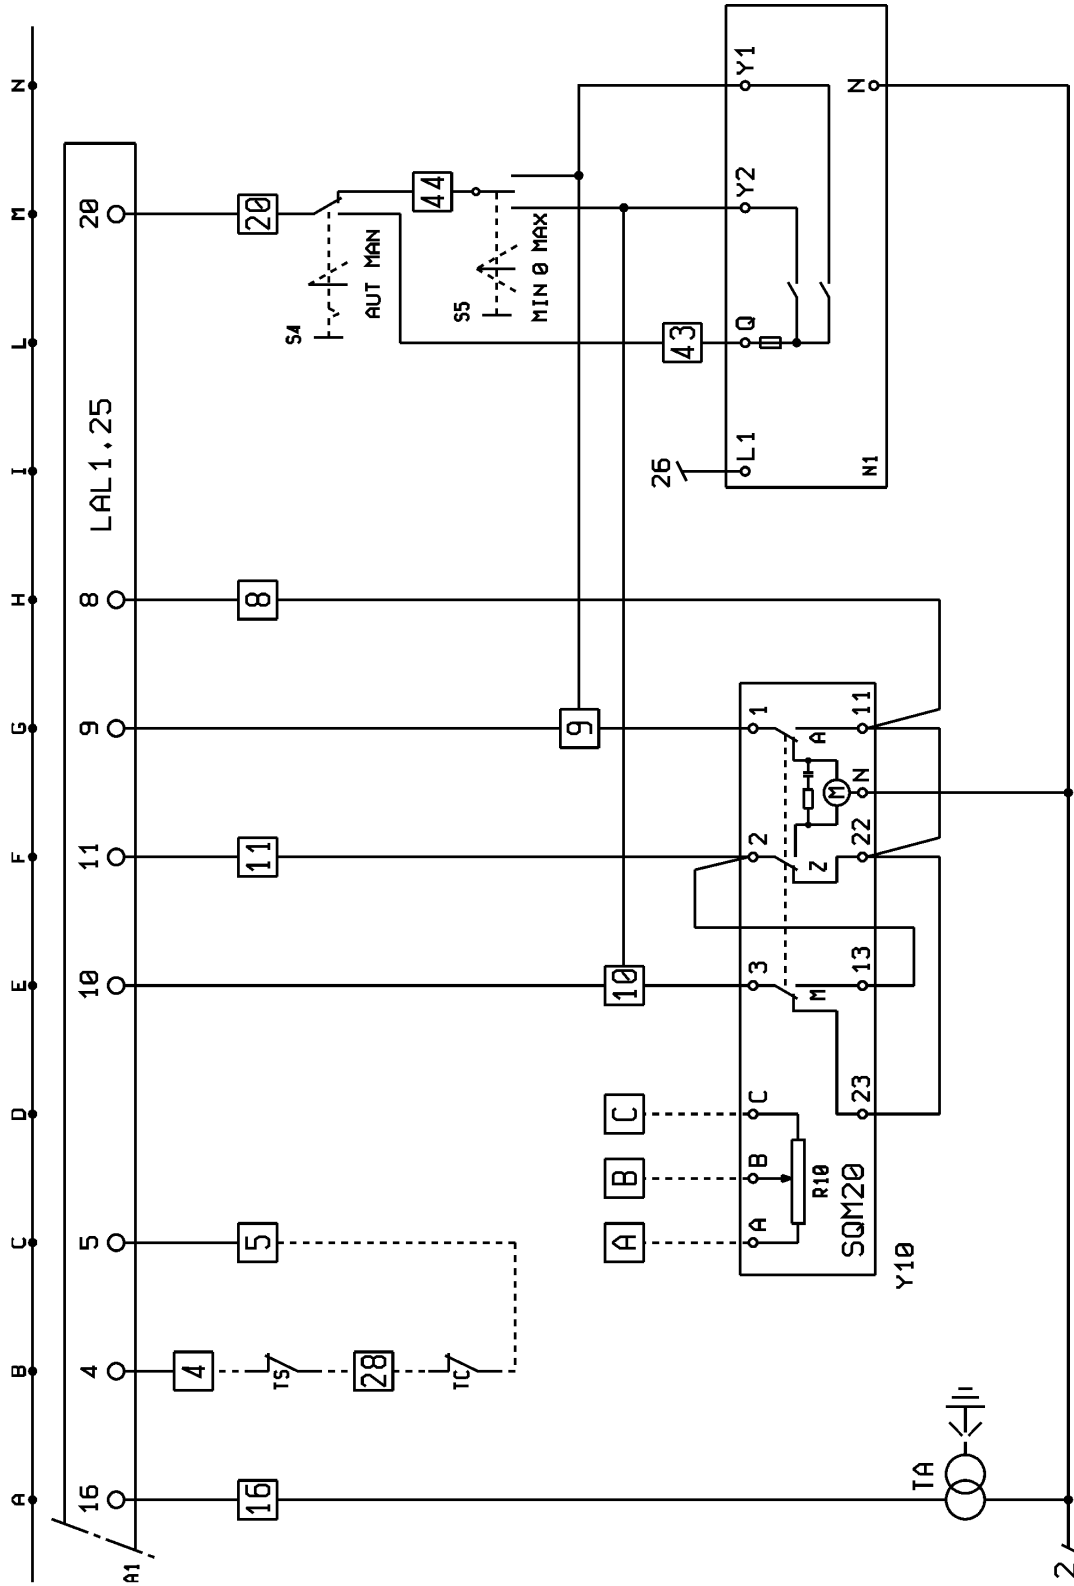 A B C D E F G H I L M N
LAL1.25
16 4 5 10 11 9 8 20
A1
16
4
TS
28
TC
5
11
8
20
S4
AUT MAN
44
S5
MIN 0 MAX
A B C
10
9
43
26
L1 Q Y2 Y1
N1
N
A B C 3 2 1
R10
M Z A
M
SQM20
23 13 22 N 11
Y10
TA
2